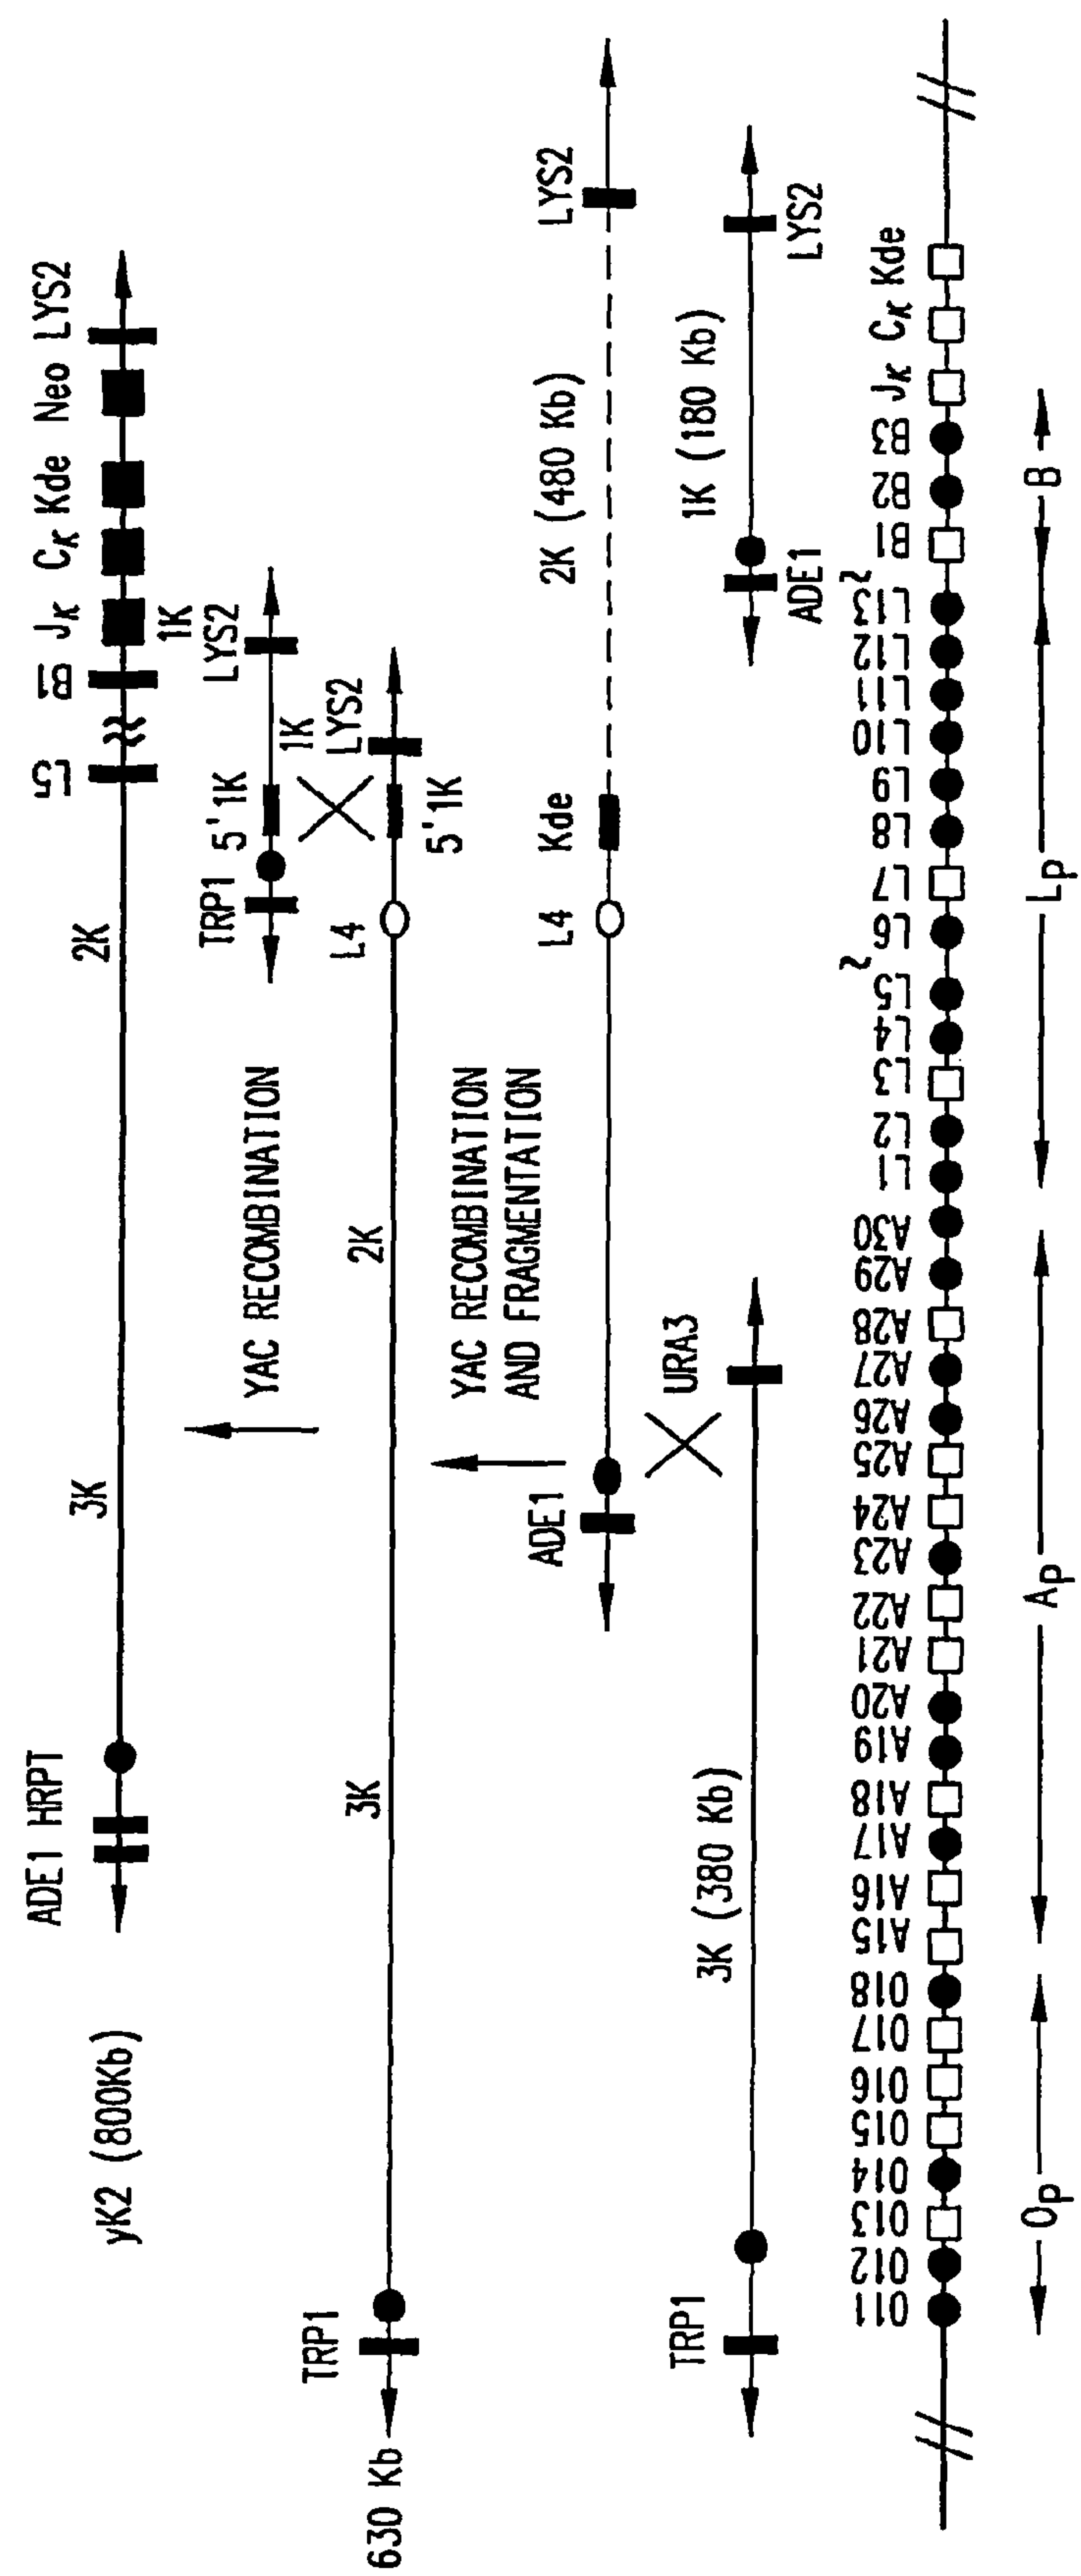 yK2 (800Kb)
ADE1 HRPT
3K
2K
L5
B1
Jκ
Cκ
Kde
Neo
LYS2
YAC RECOMBINATION
TRP1
5'1K
1K
LYS2
630 Kb
TRP1
3K
2K
L4
5'1K
1K
LYS2
YAC RECOMBINATION
AND FRAGMENTATION
ADE1
L4
Kde
2K (480 Kb)
LYS2
TRP1
3K (380 Kb)
URA3
ADE1
1K (180 Kb)
LYS2
O11 O12 O13 O14 O15 O16 O17 O18 A15 A16 A17 A18 A19 A20 A21 A22 A23 A24 A25 A26 A27 A28 A29 A30 L1 L2 L3 L4 L5 ~ L6 L7 L8 L9 L10 L11 L12 L13 ~ B1 B2 B3 Jκ Cκ Kde
Op
Ap
Lp
B